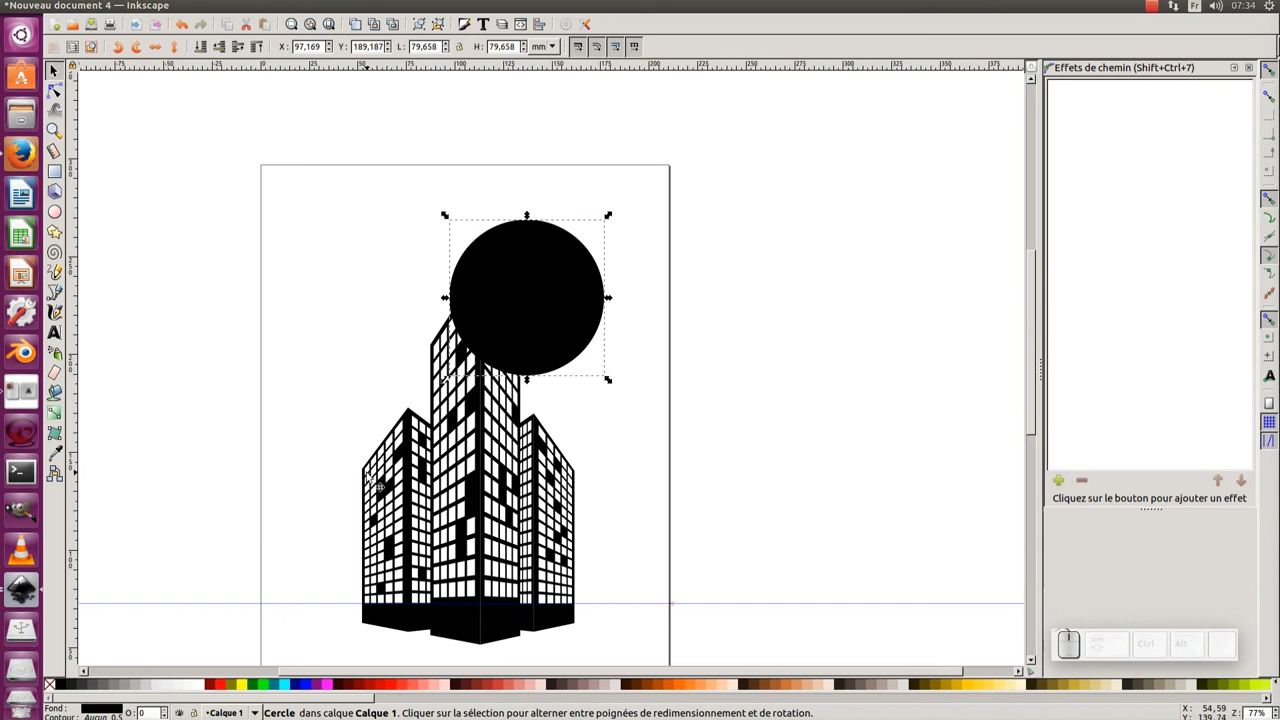 *Nouveau document 4 — Inkscape
Fr 07:34
X: 97,169 Y: 189,187 L: 79,658 H: 79,658 mm
Effets de chemin (Shift+Ctrl+7)
Cliquez sur le bouton pour ajouter un effet
Ctrl Alt
Fond :
Contour : Aucun 0,5
O: 0
•Calque 1
Cercle dans calque Calque 1. Cliquer sur la sélection pour alterner entre poignées de redimensionnement et de rotation.
X: 54,59
Y: 139,74
Z: 77%